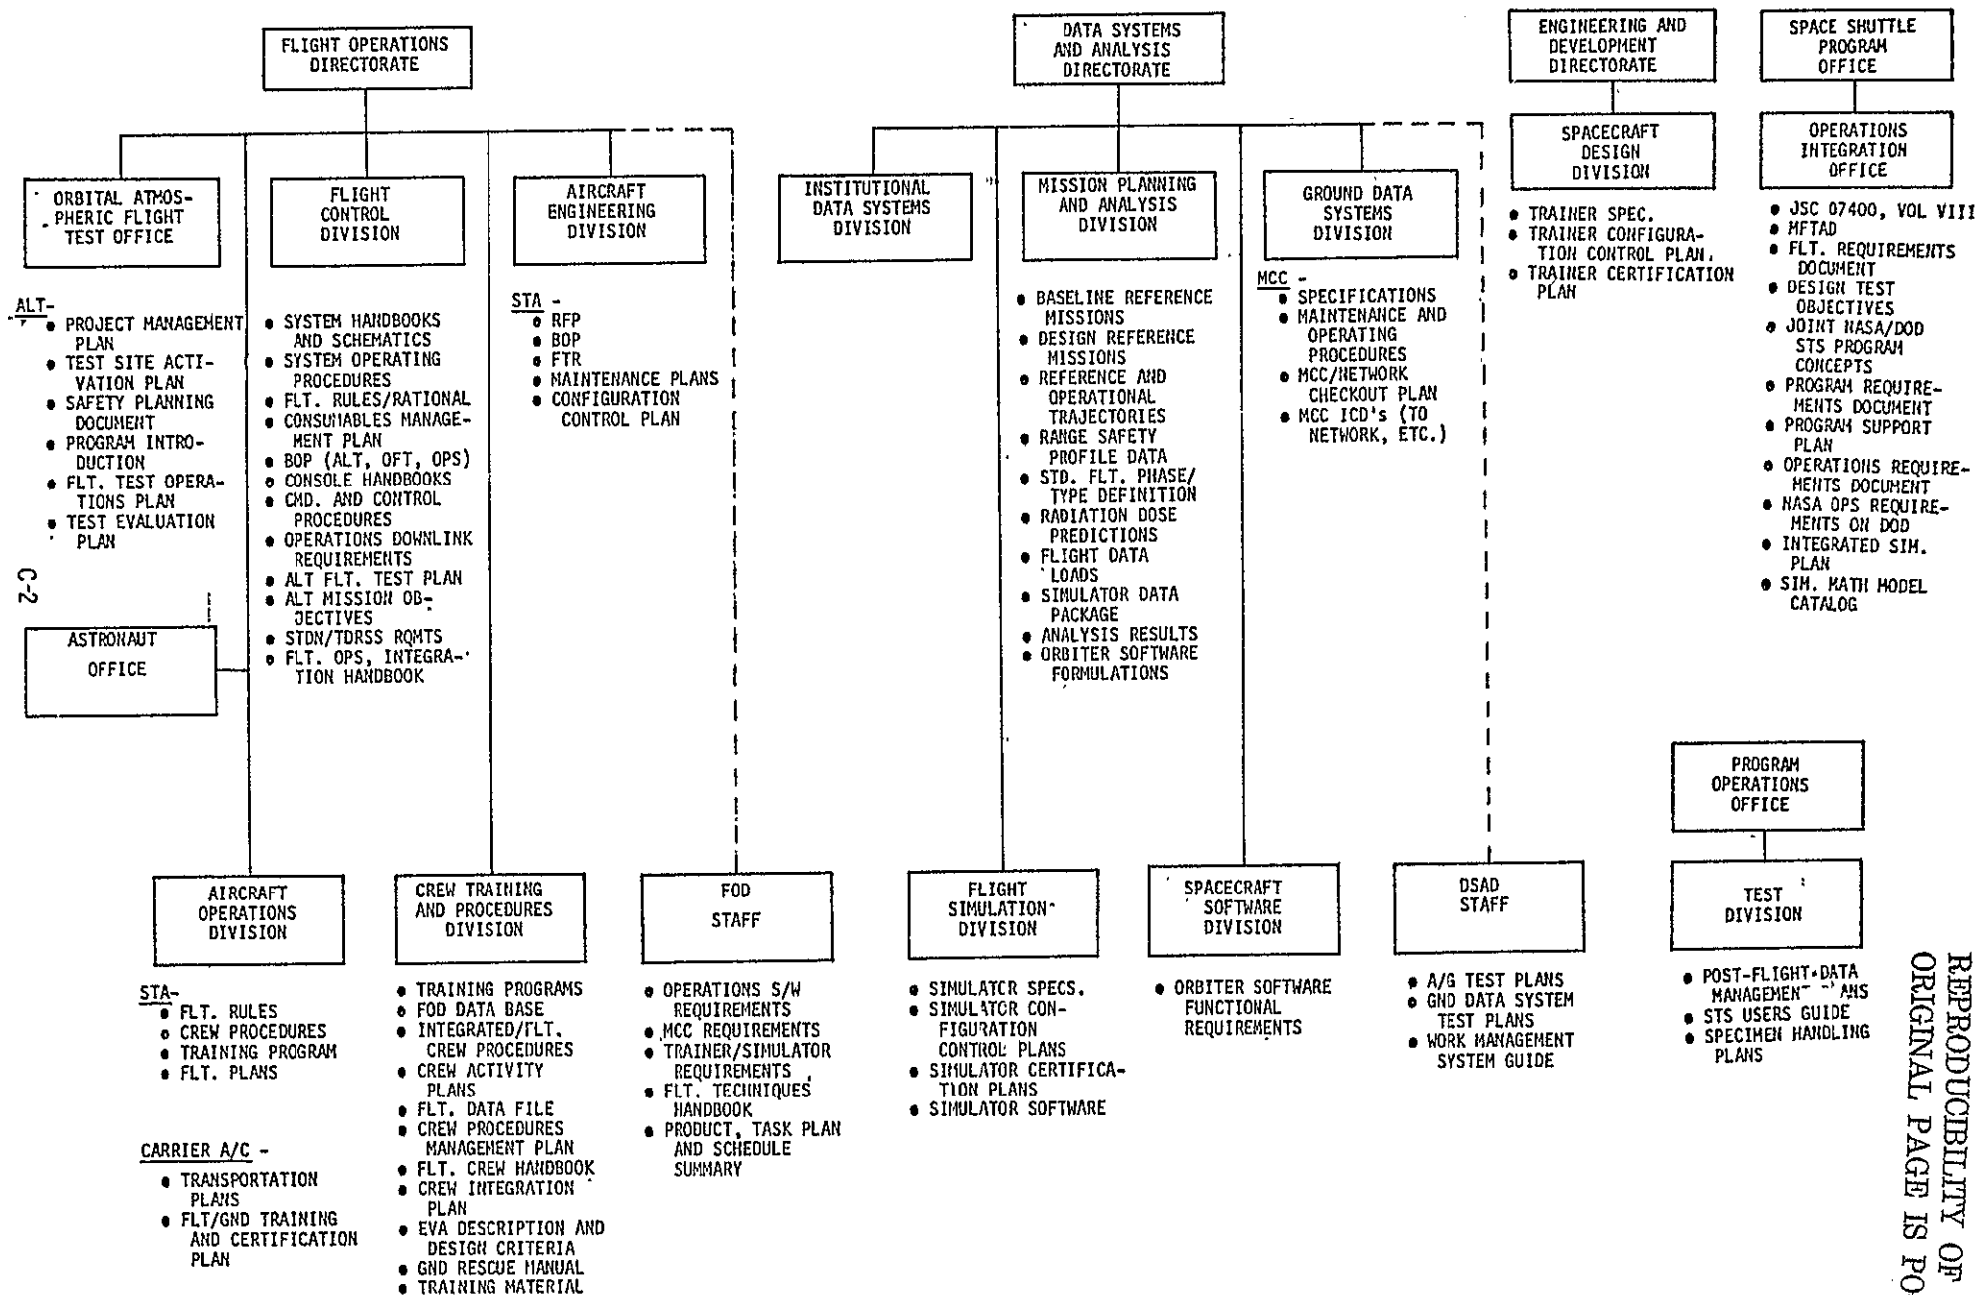 FLIGHT OPERATIONS
DIRECTORATE
DATA SYSTEMS
AND ANALYSIS
DIRECTORATE
ENGINEERING AND
DEVELOPMENT
DIRECTORATE
SPACE SHUTTLE
PROGRAM
OFFICE
ORBITAL ATMOS-
PHERIC FLIGHT
TEST OFFICE
FLIGHT
CONTROL
DIVISION
AIRCRAFT
ENGINEERING
DIVISION
INSTITUTIONAL
DATA SYSTEMS
DIVISION
MISSION PLANNING
AND ANALYSIS
DIVISION
GROUND DATA
SYSTEMS
DIVISION
SPACECRAFT
DESIGN
DIVISION
OPERATIONS
INTEGRATION
OFFICE
ALT-
• PROJECT MANAGEMENT
PLAN
• TEST SITE ACTI-
VATION PLAN
• SAFETY PLANNING
DOCUMENT
• PROGRAM INTRO-
DUCTION
• FLT. TEST OPERA-
TIONS PLAN
• TEST EVALUATION
PLAN
• SYSTEM HANDBOOKS
AND SCHEMATICS
• SYSTEM OPERATING
PROCEDURES
• FLT. RULES/RATIONAL
• CONSUMABLES MANAGE-
MENT PLAN
• BOP (ALT, OFT, OPS)
• CONSOLE HANDBOOKS
• CMD. AND CONTROL
PROCEDURES
• OPERATIONS DOWNLINK
REQUIREMENTS
• ALT FLT. TEST PLAN
• ALT MISSION OB-
JECTIVES
• STDN/TDRSS RQMTS
• FLT. OPS, INTEGRA-
TION HANDBOOK
STA -
• RFP
• BOP
• FTR
• MAINTENANCE PLANS
• CONFIGURATION
CONTROL PLAN
• BASELINE REFERENCE
MISSIONS
• DESIGN REFERENCE
MISSIONS
• REFERENCE AND
OPERATIONAL
TRAJECTORIES
• RANGE SAFETY
PROFILE DATA
• STD. FLT. PHASE/
TYPE DEFINITION
• RADIATION DOSE
PREDICTIONS
• FLIGHT DATA
LOADS
• SIMULATOR DATA
PACKAGE
• ANALYSIS RESULTS
• ORBITER SOFTWARE
FORMULATIONS
MCC -
• SPECIFICATIONS
• MAINTENANCE AND
OPERATING
PROCEDURES
• MCC/NETWORK
CHECKOUT PLAN
• MCC ICD's (TO
NETWORK, ETC.)
• TRAINER SPEC.
• TRAINER CONFIGURA-
TION CONTROL PLAN.
• TRAINER CERTIFICATION
PLAN
• JSC 07400, VOL VIII
• MFTAD
• FLT. REQUIREMENTS
DOCUMENT
• DESIGN TEST
OBJECTIVES
• JOINT NASA/DOD
STS PROGRAM
CONCEPTS
• PROGRAM REQUIRE-
MENTS DOCUMENT
• PROGRAM SUPPORT
PLAN
• OPERATIONS REQUIRE-
MENTS DOCUMENT
• NASA OPS REQUIRE-
MENTS ON DOD
• INTEGRATED SIM.
PLAN
• SIM. MATH MODEL
CATALOG
C-2
ASTRONAUT
OFFICE
PROGRAM
OPERATIONS
OFFICE
AIRCRAFT
OPERATIONS
DIVISION
CREW TRAINING
AND PROCEDURES
DIVISION
FOD
STAFF
FLIGHT
SIMULATION
DIVISION
SPACECRAFT
SOFTWARE
DIVISION
DSAD
STAFF
TEST
DIVISION
STA-
• FLT. RULES
• CREW PROCEDURES
• TRAINING PROGRAM
• FLT. PLANS
CARRIER A/C -
• TRANSPORTATION
PLANS
• FLT/GND TRAINING
AND CERTIFICATION
PLAN
• TRAINING PROGRAMS
• FOD DATA BASE
• INTEGRATED/FLT.
CREW PROCEDURES
• CREW ACTIVITY
PLANS
• FLT. DATA FILE
• CREW PROCEDURES
MANAGEMENT PLAN
• FLT. CREW HANDBOOK
• CREW INTEGRATION
PLAN
• EVA DESCRIPTION AND
DESIGN CRITERIA
• GND RESCUE MANUAL
• TRAINING MATERIAL
• OPERATIONS S/W
REQUIREMENTS
• MCC REQUIREMENTS
• TRAINER/SIMULATOR
REQUIREMENTS
• FLT. TECHNIQUES
HANDBOOK
• PRODUCT, TASK PLAN
AND SCHEDULE
SUMMARY
• SIMULATOR SPECS.
• SIMULATOR CON-
FIGURATION
CONTROL PLANS
• SIMULATOR CERTIFICA-
TION PLANS
• SIMULATOR SOFTWARE
• ORBITER SOFTWARE
FUNCTIONAL
REQUIREMENTS
• A/G TEST PLANS
• GND DATA SYSTEM
TEST PLANS
• WORK MANAGEMENT
SYSTEM GUIDE
• POST-FLIGHT DATA
MANAGEMENT
• STS USERS GUIDE
• SPECIMEN HANDLING
PLANS
REPRODUCIBILITY OF
ORIGINAL PAGE IS PO